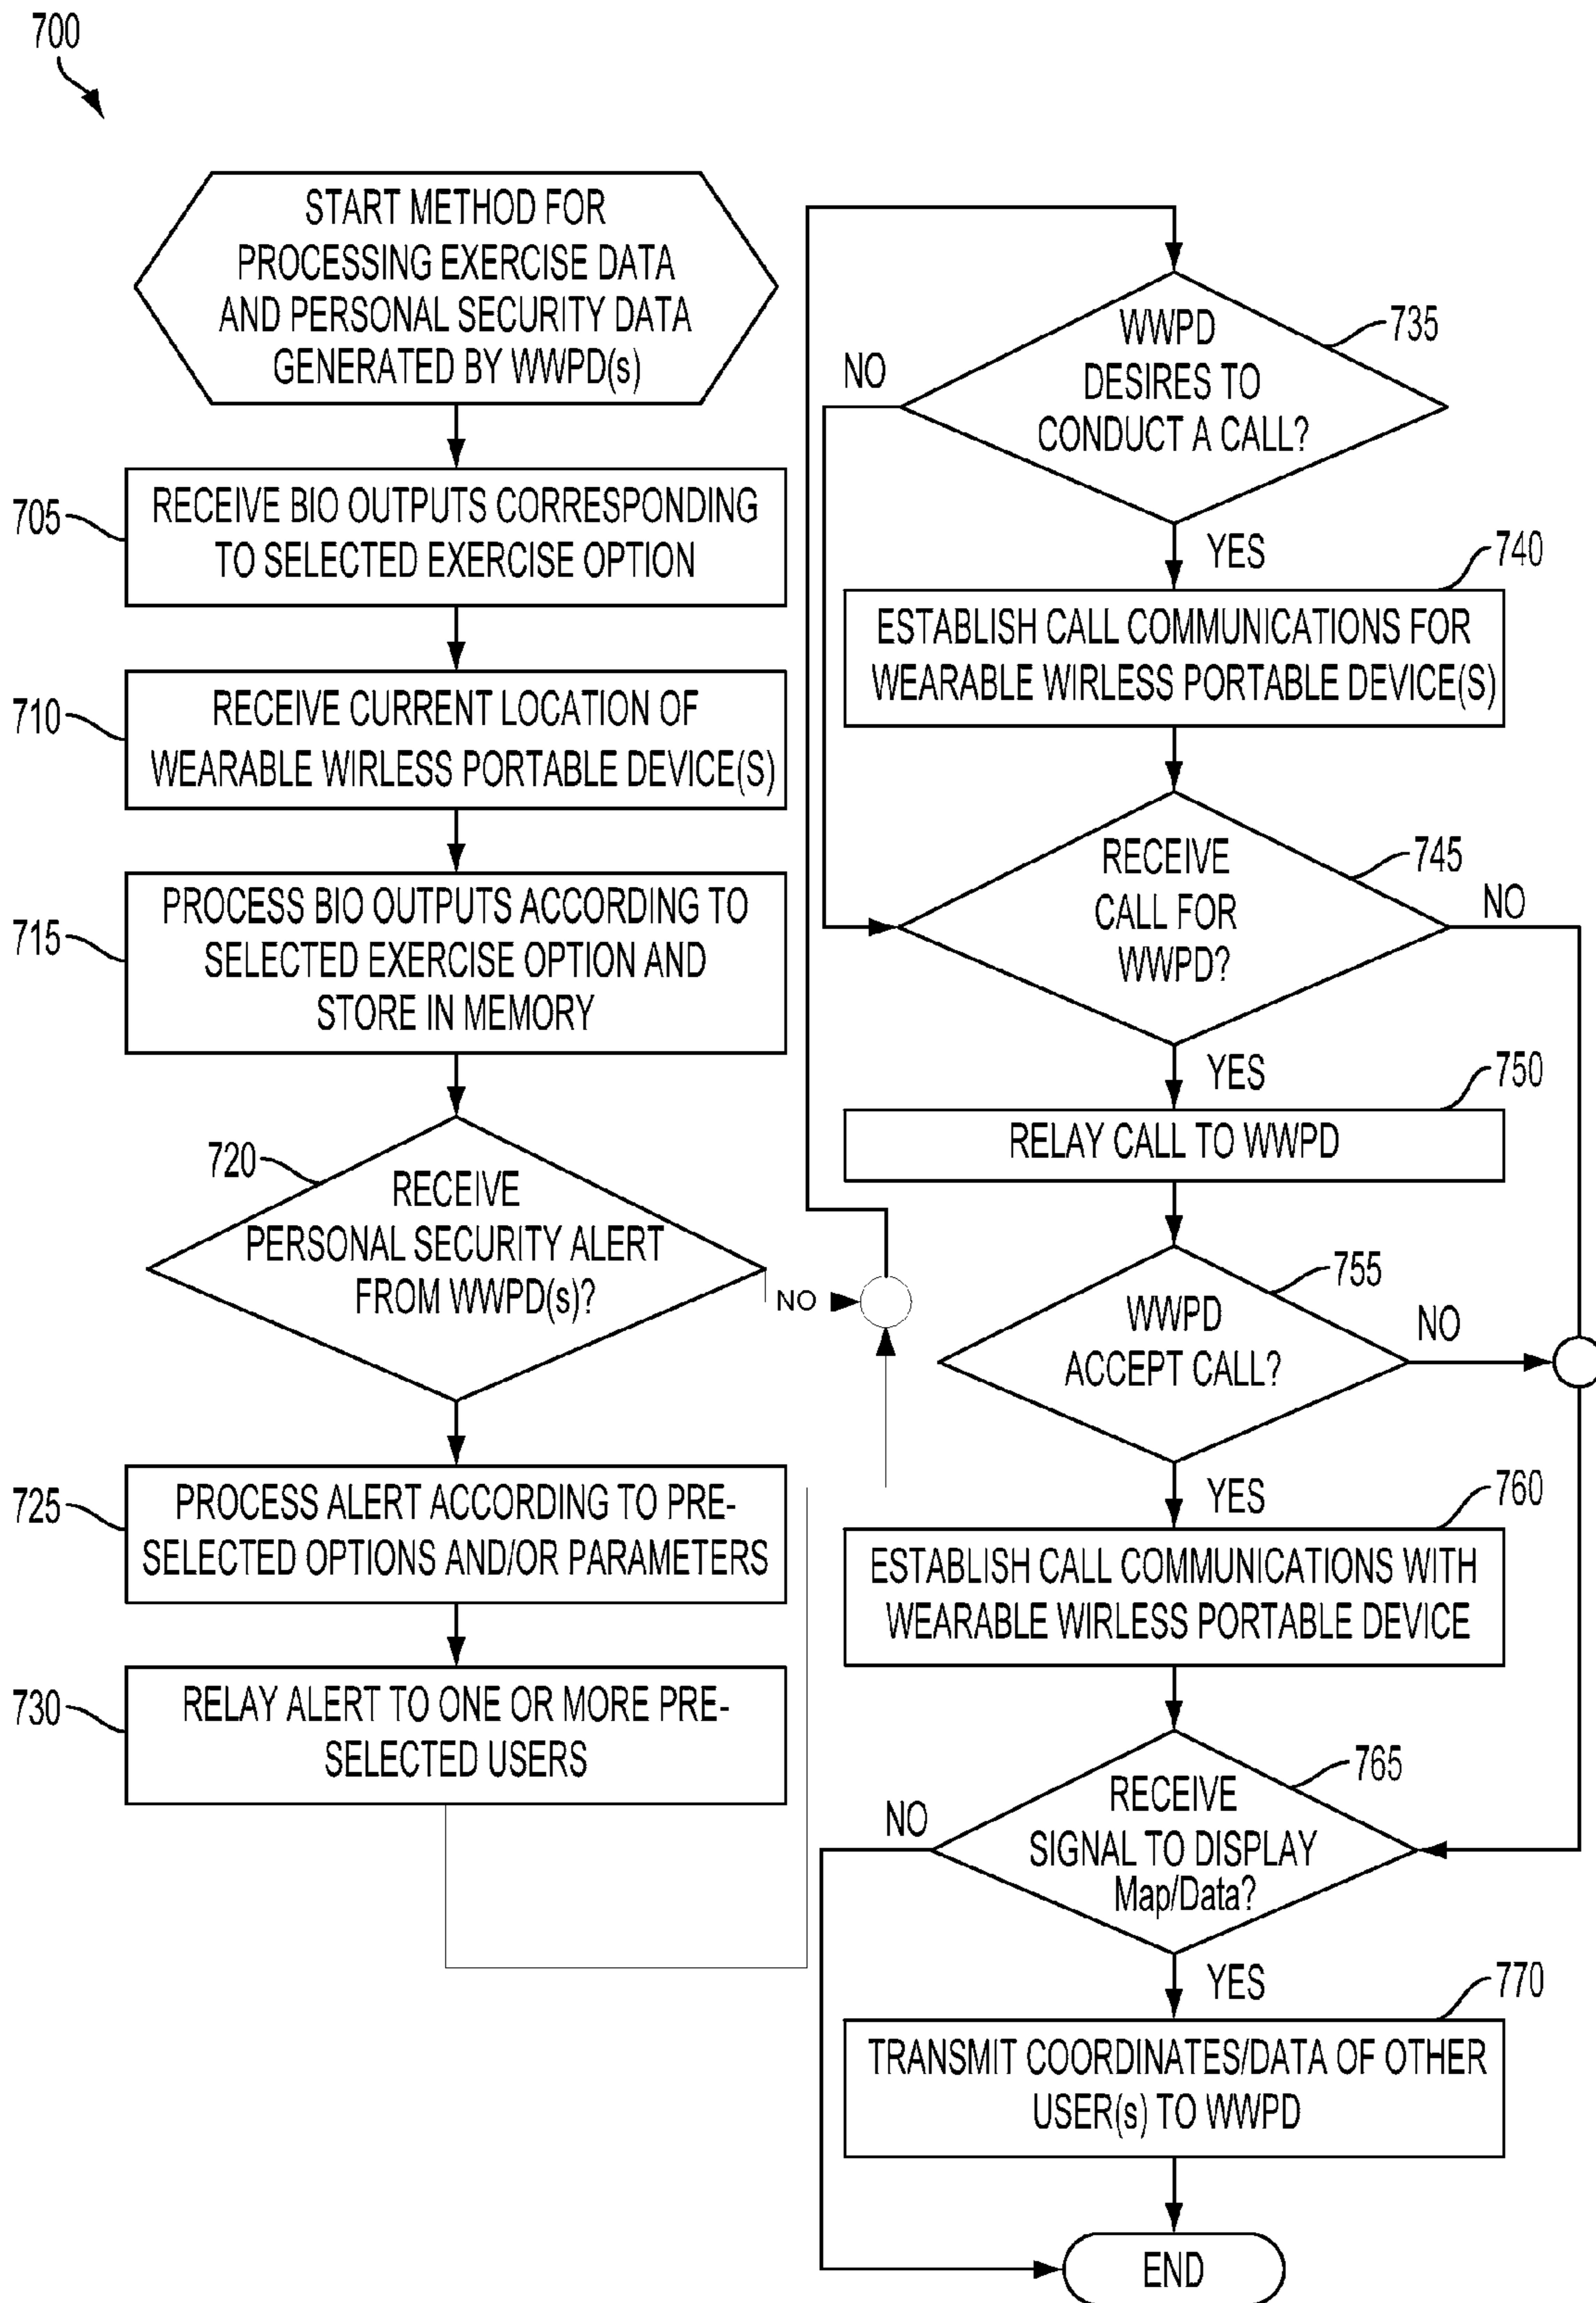 700
START METHOD FOR
PROCESSING EXERCISE DATA
AND PERSONAL SECURITY DATA
GENERATED BY WWPD(s)
705
RECEIVE BIO OUTPUTS CORRESPONDING
TO SELECTED EXERCISE OPTION
710
RECEIVE CURRENT LOCATION OF
WEARABLE WIRLESS PORTABLE DEVICE(S)
715
PROCESS BIO OUTPUTS ACCORDING TO
SELECTED EXERCISE OPTION AND
STORE IN MEMORY
720
RECEIVE
PERSONAL SECURITY ALERT
FROM WWPD(s)?
NO
725
PROCESS ALERT ACCORDING TO PRE-
SELECTED OPTIONS AND/OR PARAMETERS
730
RELAY ALERT TO ONE OR MORE PRE-
SELECTED USERS
735
WWPD
DESIRES TO
CONDUCT A CALL?
NO
YES
740
ESTABLISH CALL COMMUNICATIONS FOR
WEARABLE WIRLESS PORTABLE DEVICE(S)
745
RECEIVE
CALL FOR
WWPD?
NO
YES
750
RELAY CALL TO WWPD
755
WWPD
ACCEPT CALL?
NO
YES
760
ESTABLISH CALL COMMUNICATIONS WITH
WEARABLE WIRLESS PORTABLE DEVICE
765
RECEIVE
SIGNAL TO DISPLAY
Map/Data?
NO
YES
770
TRANSMIT COORDINATES/DATA OF OTHER
USER(s) TO WWPD
END